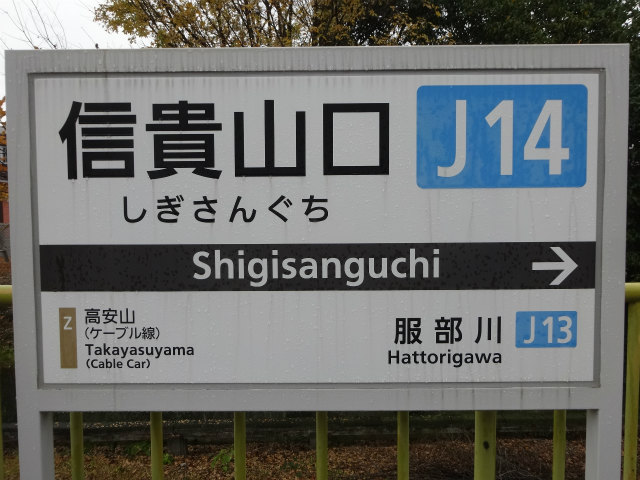 信貴山口 J14
しぎさんぐち
Shigisanguchi →
Z 高安山
(ケーブル線)
Takayasuyama
(Cable Car)
服部川 J13
Hattorigawa